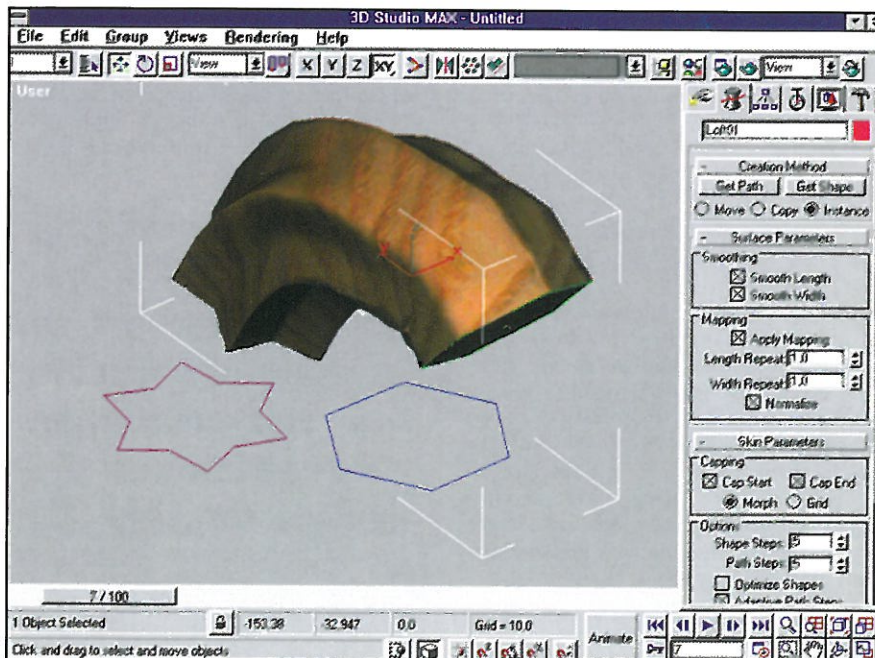 3D Studio MAX - Untitled
File Edit Group Views Rendering Help
View X Y Z XY View
User
Loft01
- Creation Method
Get Path Get Shape
Move Copy Instance
- Surface Parameters
Smoothing
Smooth Length
Smooth Width
Mapping
Apply Mapping
Length Repeat: 1.0
Width Repeat: 1.0
Normalize
- Skin Parameters
Capping
Cap Start Cap End
Morph Grid
Options
Shape Steps: 5
Path Steps: 5
Optimize Shapes
Adaptive Path Steps
7 / 100
1 Object Selected -153.38 -32.947 0.0 Grid = 10.0
Animate
Click and drag to select and move objects
7